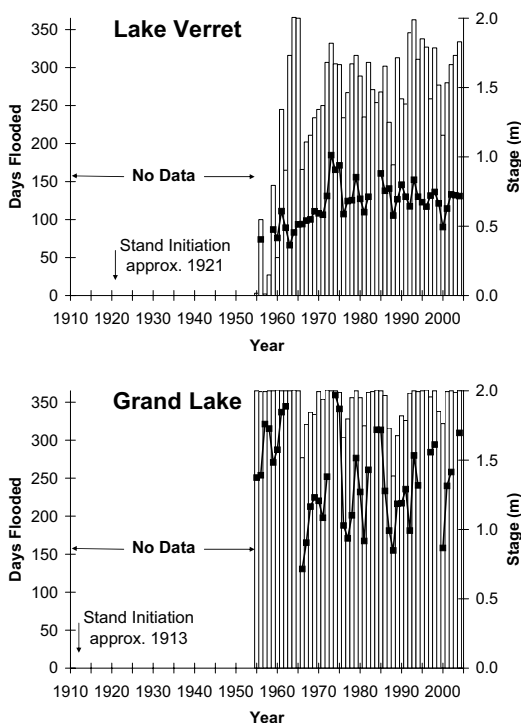 Lake Verret
350
300
250
200
150
100
50
0
Days Flooded
2.0
1.5
1.0
0.5
0.0
Stage (m)
No Data
Stand Initiation
approx. 1921
1910 1920 1930 1940 1950 1960 1970 1980 1990 2000
Year
Grand Lake
350
300
250
200
150
100
50
0
Days Flooded
2.0
1.5
1.0
0.5
0.0
Stage (m)
No Data
Stand Initiation
approx. 1913
1910 1920 1930 1940 1950 1960 1970 1980 1990 2000
Year